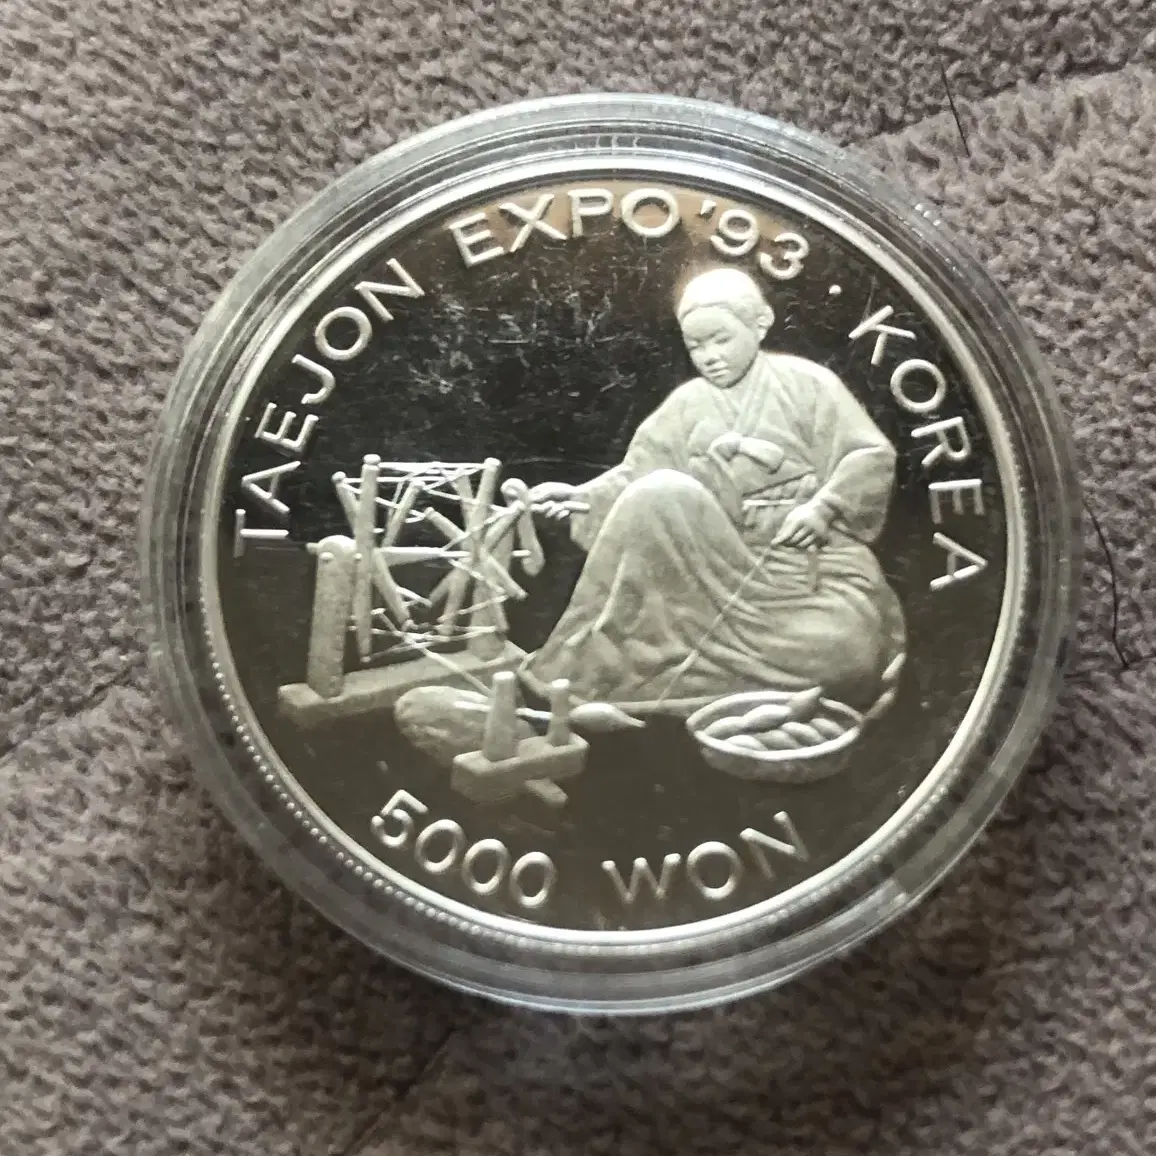 TAEJON EXPO '93 · KOREA
5000 WON